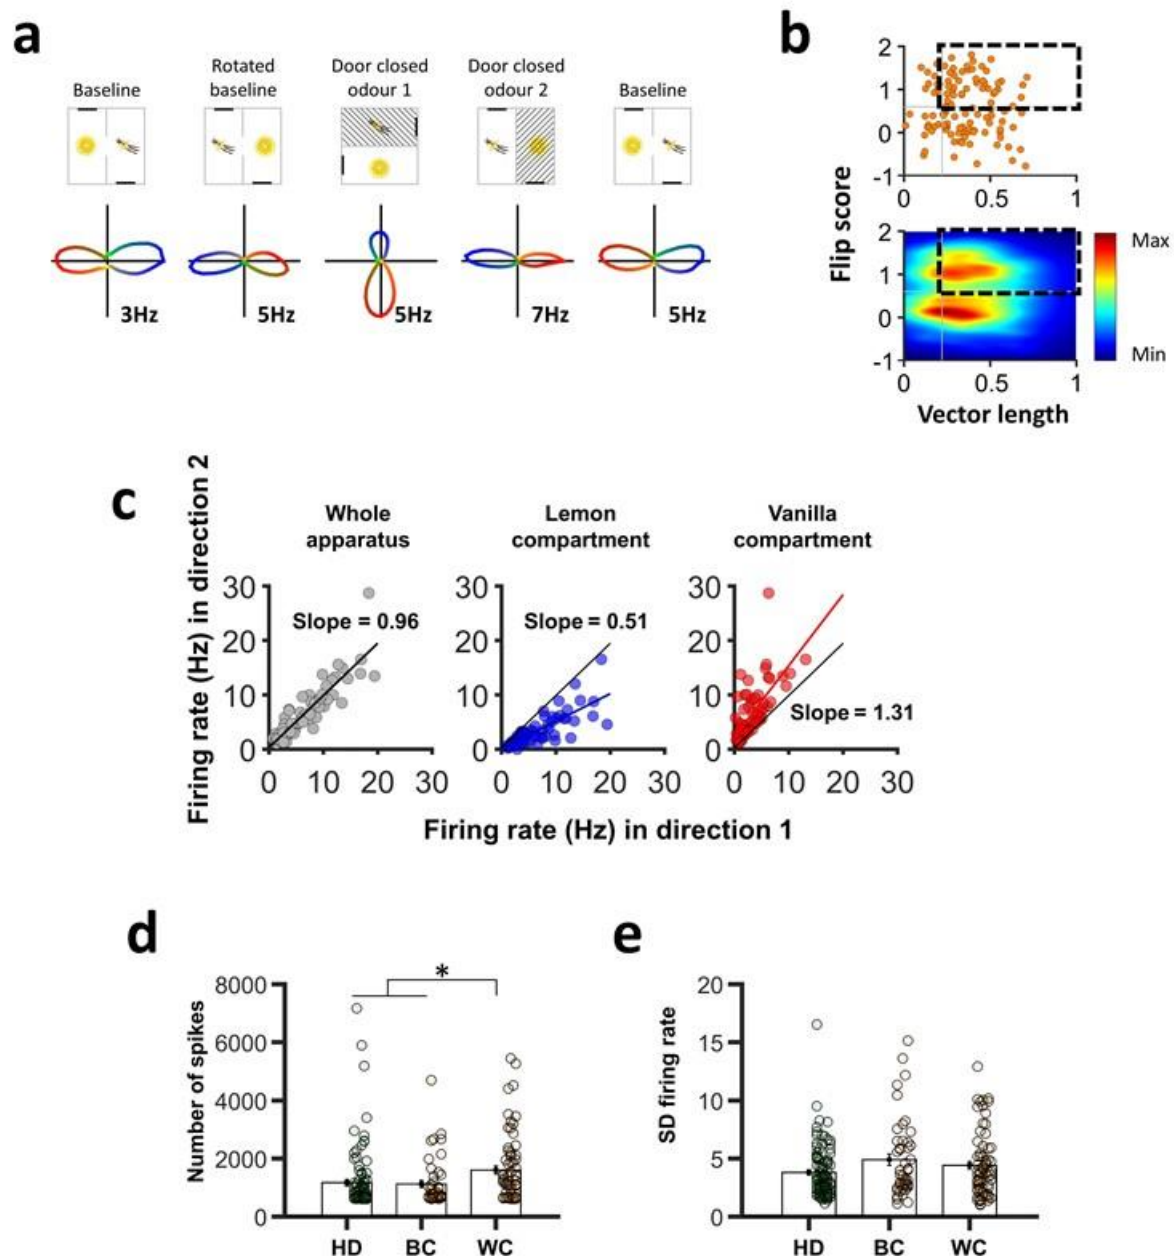 a
Baseline
Rotated
baseline
Door closed
odour 1
Door closed
odour 2
Baseline
3Hz
5Hz
5Hz
7Hz
5Hz
b
2
1
0
-1
0
0.5
1
Flip score
2
1
0
-1
0
0.5
1
Vector length
Max
Min
c
Firing rate (Hz) in direction 2
Whole
apparatus
Slope = 0.96
30
20
10
0
0 10 20 30
Lemon
compartment
Slope = 0.51
30
20
10
0
0 10 20 30
Vanilla
compartment
Slope = 1.31
30
20
10
0
0 10 20 30
Firing rate (Hz) in direction 1
d
Number of spikes
8000
6000
4000
2000
0
*
HD BC WC
e
SD firing rate
20
15
10
5
0
HD BC WC